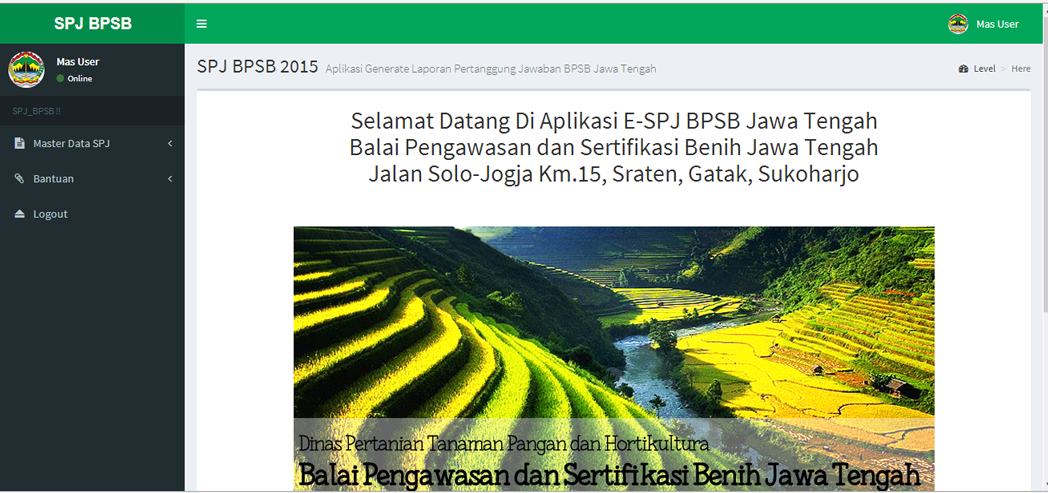 SPJ BPSB
Mas User
Mas User
Online
SPJ_BPSB !!
Master Data SPJ
Bantuan
Logout
SPJ BPSB 2015 Aplikasi Generate Laporan Pertanggung Jawaban BPSB Jawa Tengah
Level > Here
Selamat Datang Di Aplikasi E-SPJ BPSB Jawa Tengah
Balai Pengawasan dan Sertifikasi Benih Jawa Tengah
Jalan Solo-Jogja Km.15, Sraten, Gatak, Sukoharjo
Dinas Pertanian Tanaman Pangan dan Hortikultura
Balai Pengawasan dan Sertifikasi Benih Jawa Tengah